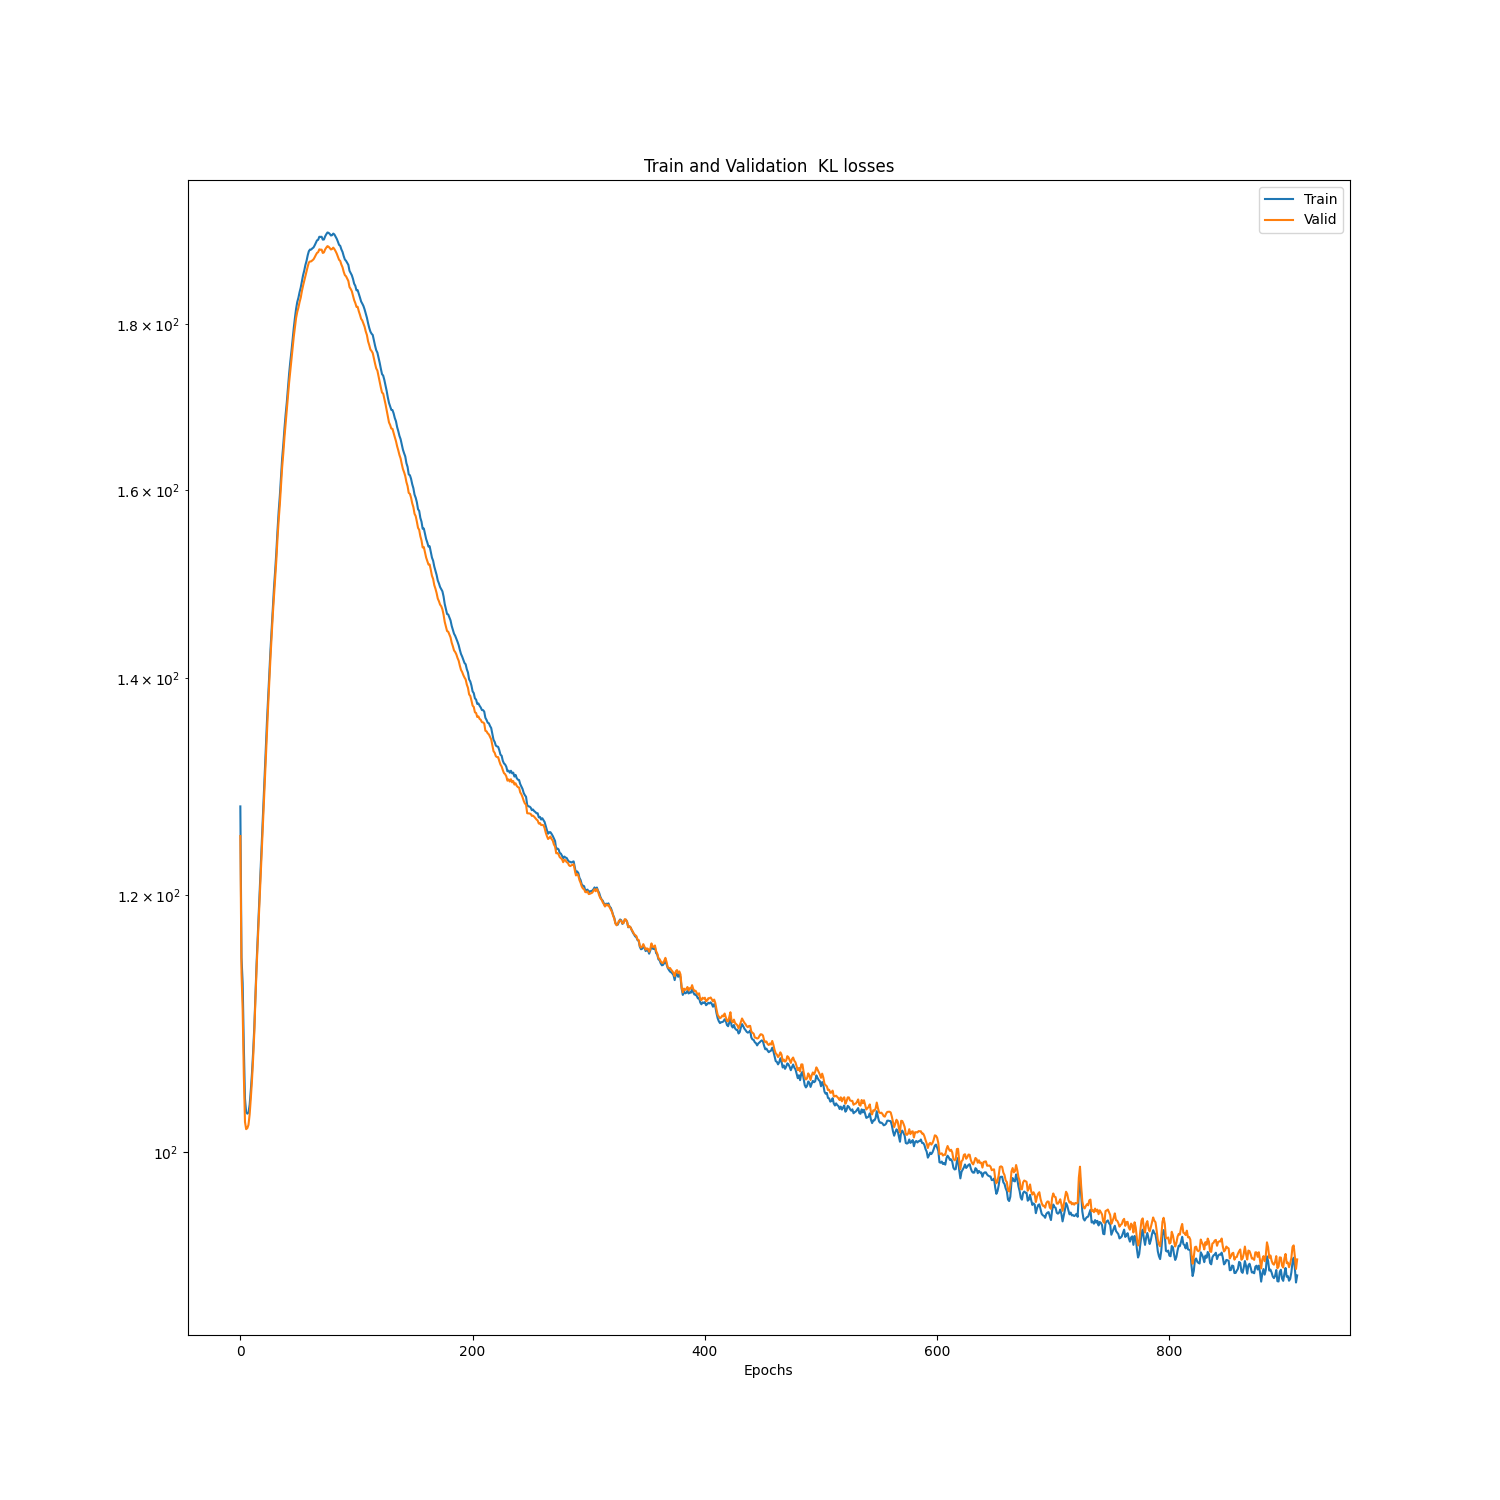 Train and Validation  KL losses
Train
Valid
1.8 × 10²
1.6 × 10²
1.4 × 10²
1.2 × 10²
10²
0 200 400 600 800
Epochs